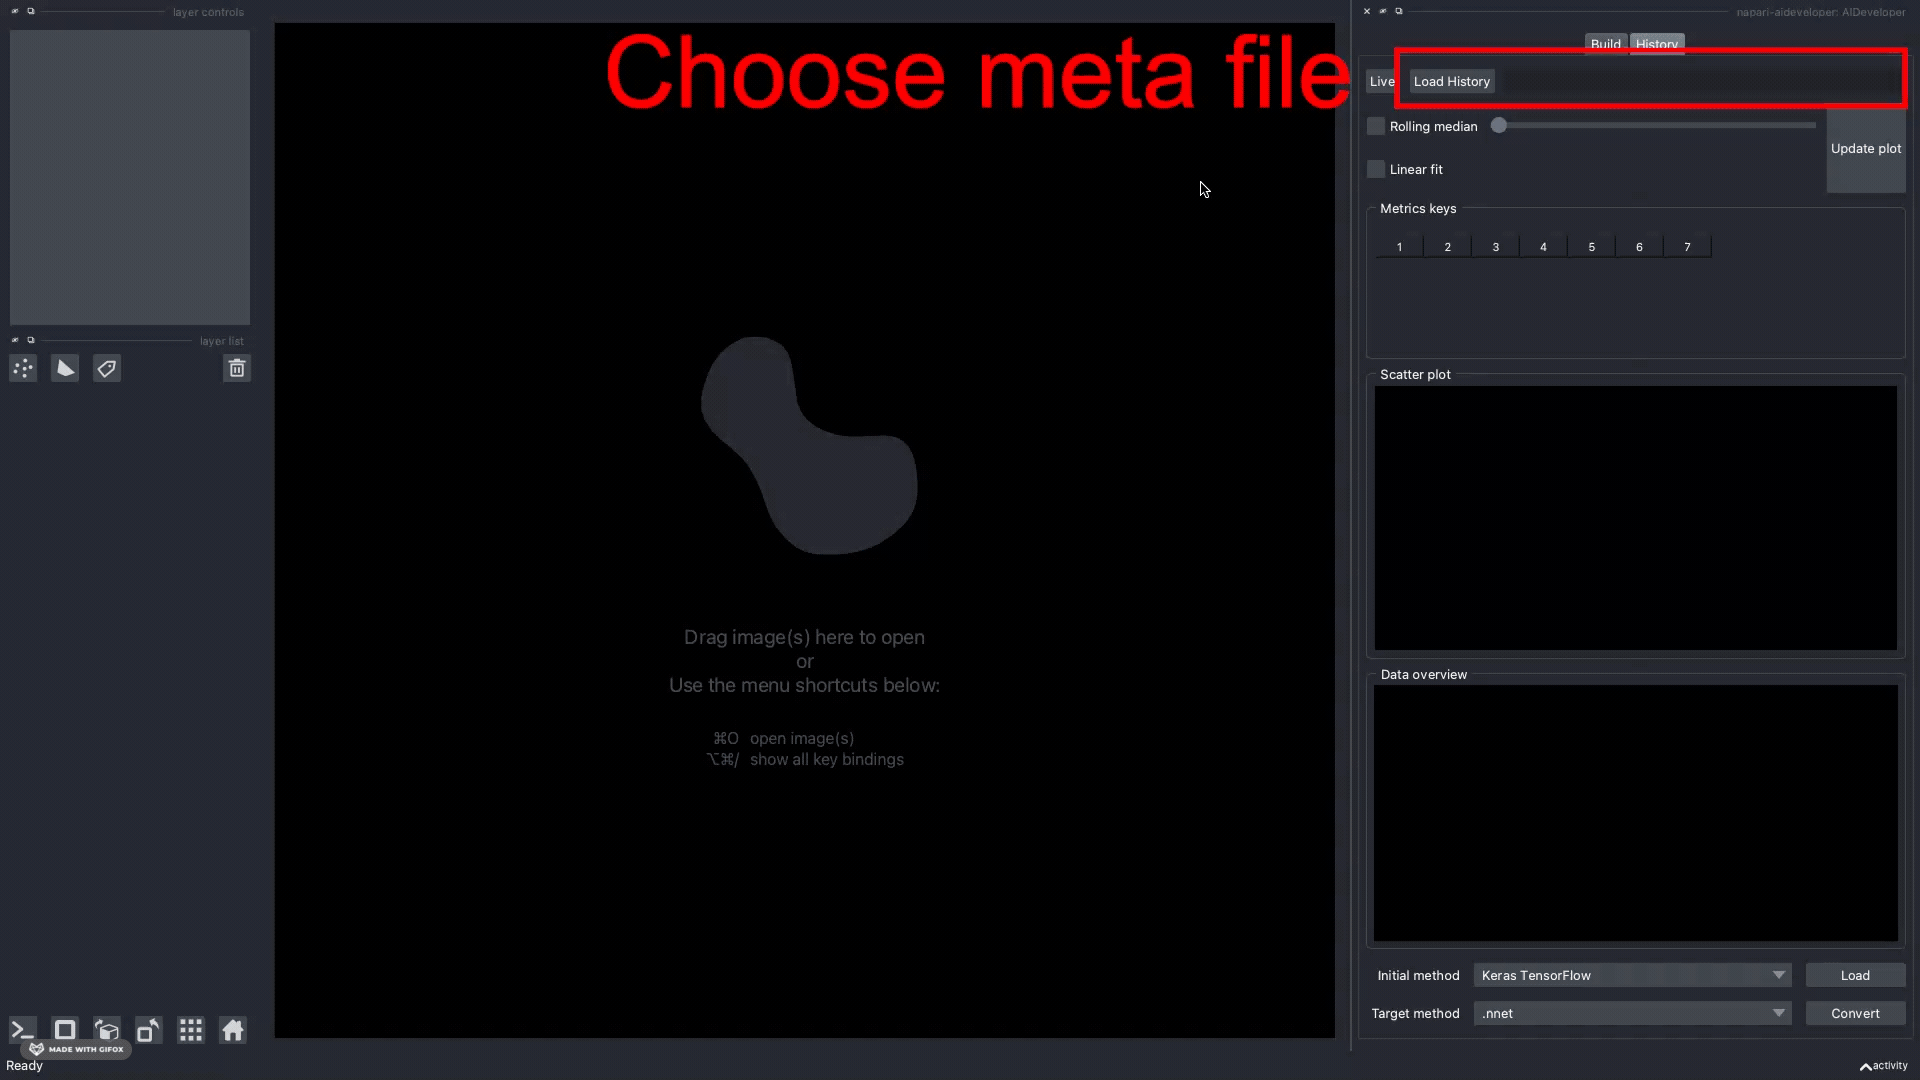 layer controls
napari-aideveloper: AIDeveloper
Choose meta file
Build History
Live Load History
Rolling median
Update plot
Linear fit
Metrics keys
1 2 3 4 5 6 7
layer list
Scatter plot
Drag image(s) here to open
or
Use the menu shortcuts below:
⌘O open image(s)
⌥⌘/ show all key bindings
Data overview
Initial method Keras TensorFlow Load
Target method .nnet Convert
MADE WITH GIFOX
Ready
activity